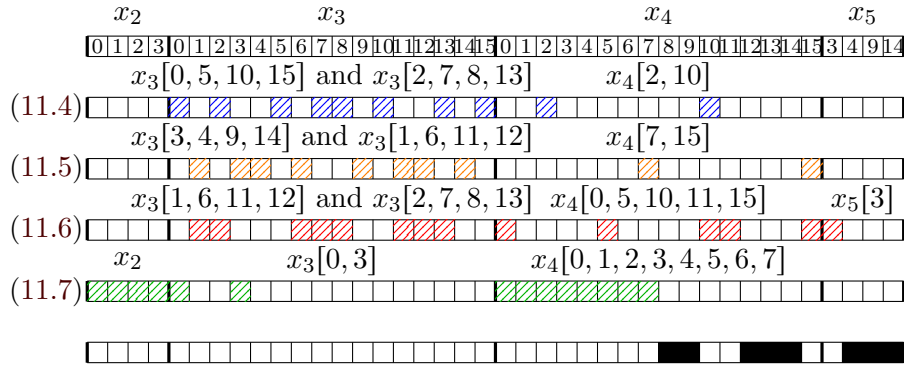 x₂ x₃ x₄ x₅
0 1 2 3 0 1 2 3 4 5 6 7 8 9 10 11 12 13 14 15 0 1 2 3 4 5 6 7 8 9 10 11 12 13 14 15 3 4 9 14
x₃[0, 5, 10, 15] and x₃[2, 7, 8, 13] x₄[2, 10]
(11.4)
x₃[3, 4, 9, 14] and x₃[1, 6, 11, 12] x₄[7, 15]
(11.5)
x₃[1, 6, 11, 12] and x₃[2, 7, 8, 13] x₄[0, 5, 10, 11, 15] x₅[3]
(11.6)
x₂ x₃[0, 3] x₄[0, 1, 2, 3, 4, 5, 6, 7]
(11.7)